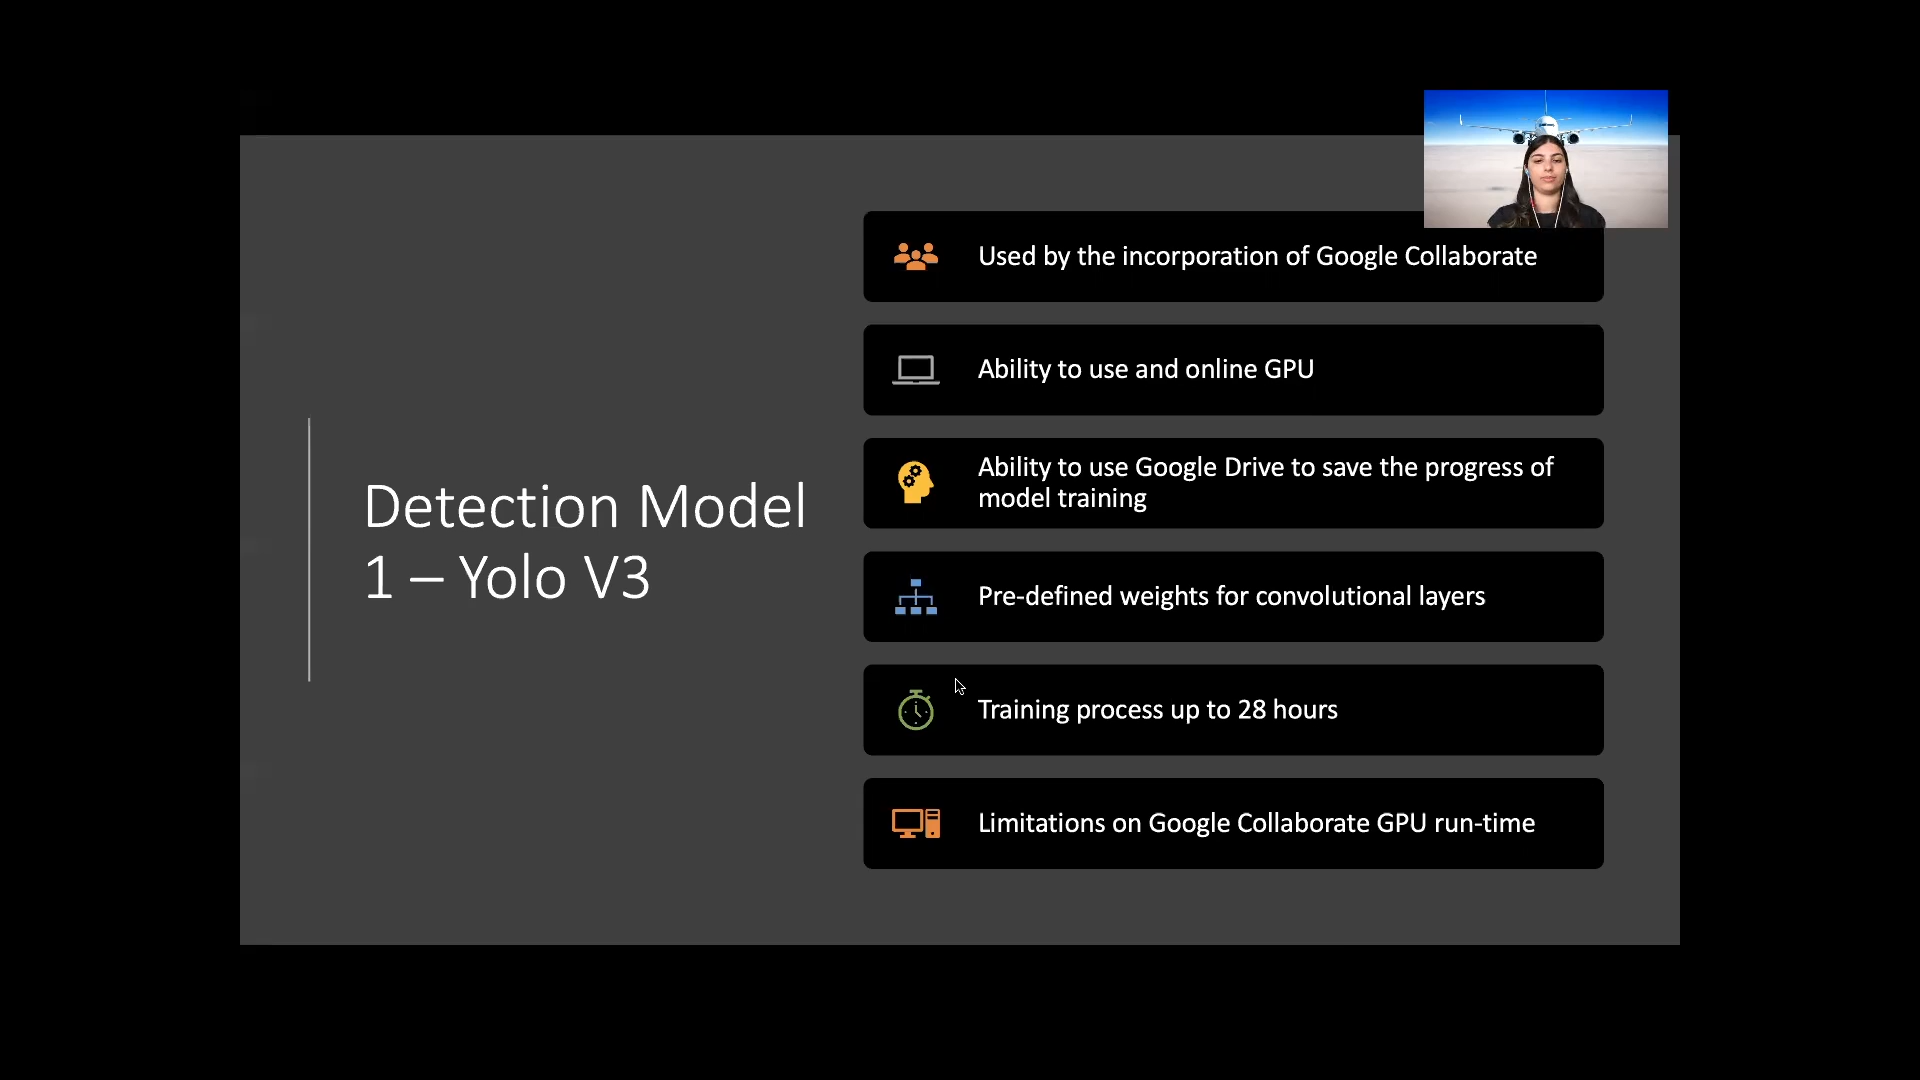 Detection Model
1 – Yolo V3
Used by the incorporation of Google Collaborate
Ability to use and online GPU
Ability to use Google Drive to save the progress of
model training
Pre-defined weights for convolutional layers
Training process up to 28 hours
Limitations on Google Collaborate GPU run-time